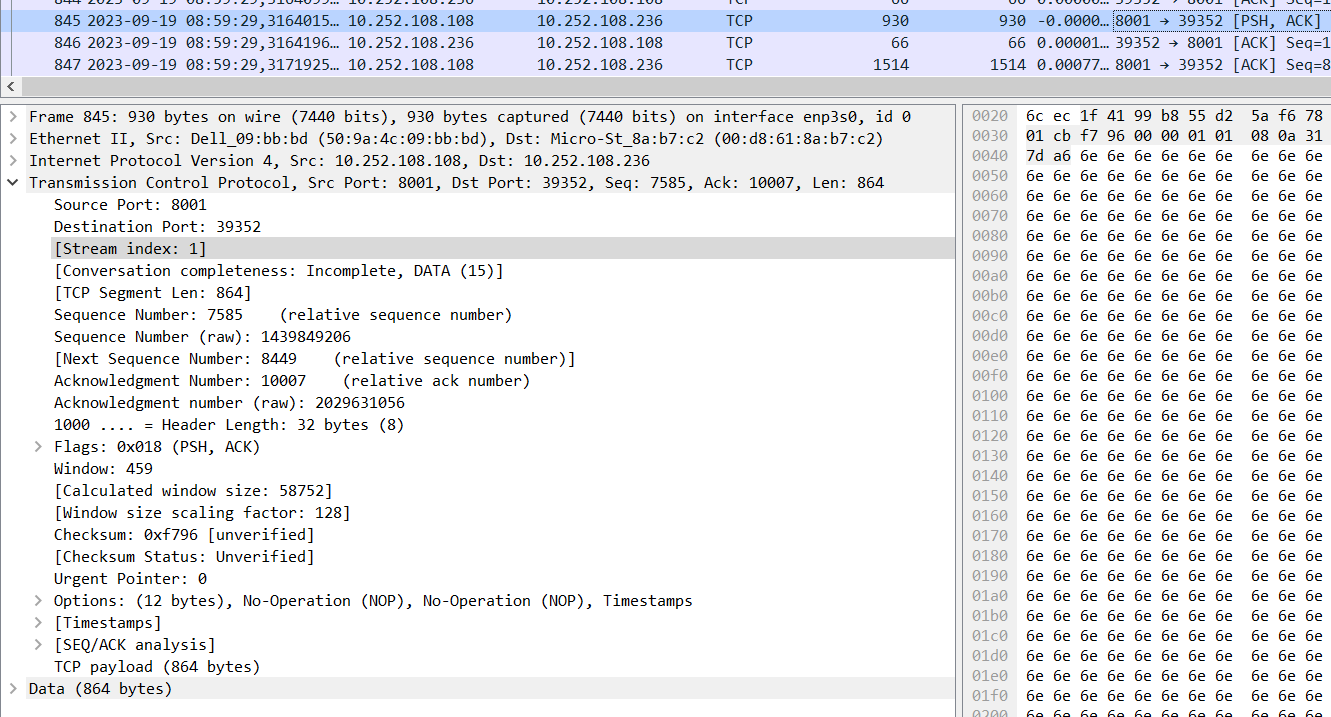 844 2023-09-19 08:59:29,3164095… 10.252.108.236 10.252.108.108 TCP 66 66 0.00000… 39352 → 8001 [ACK] Seq=1
845 2023-09-19 08:59:29,3164015… 10.252.108.108 10.252.108.236 TCP 930 930 -0.0000… 8001 → 39352 [PSH, ACK]
846 2023-09-19 08:59:29,3164196… 10.252.108.236 10.252.108.108 TCP 66 66 0.00001… 39352 → 8001 [ACK] Seq=1
847 2023-09-19 08:59:29,3171925… 10.252.108.108 10.252.108.236 TCP 1514 1514 0.00077… 8001 → 39352 [ACK] Seq=8
Frame 845: 930 bytes on wire (7440 bits), 930 bytes captured (7440 bits) on interface enp3s0, id 0
Ethernet II, Src: Dell_09:bb:bd (50:9a:4c:09:bb:bd), Dst: Micro-St_8a:b7:c2 (00:d8:61:8a:b7:c2)
Internet Protocol Version 4, Src: 10.252.108.108, Dst: 10.252.108.236
Transmission Control Protocol, Src Port: 8001, Dst Port: 39352, Seq: 7585, Ack: 10007, Len: 864
Source Port: 8001
Destination Port: 39352
[Stream index: 1]
[Conversation completeness: Incomplete, DATA (15)]
[TCP Segment Len: 864]
Sequence Number: 7585    (relative sequence number)
Sequence Number (raw): 1439849206
[Next Sequence Number: 8449    (relative sequence number)]
Acknowledgment Number: 10007    (relative ack number)
Acknowledgment number (raw): 2029631056
1000 .... = Header Length: 32 bytes (8)
Flags: 0x018 (PSH, ACK)
Window: 459
[Calculated window size: 58752]
[Window size scaling factor: 128]
Checksum: 0xf796 [unverified]
[Checksum Status: Unverified]
Urgent Pointer: 0
Options: (12 bytes), No-Operation (NOP), No-Operation (NOP), Timestamps
[Timestamps]
[SEQ/ACK analysis]
TCP payload (864 bytes)
Data (864 bytes)
0020 6c ec 1f 41 99 b8 55 d2 5a f6 78
0030 01 cb f7 96 00 00 01 01 08 0a 31
0040 7d a6 6e 6e 6e 6e 6e 6e 6e 6e 6e
0050 6e 6e 6e 6e 6e 6e 6e 6e 6e 6e 6e
0060 6e 6e 6e 6e 6e 6e 6e 6e 6e 6e 6e
0070 6e 6e 6e 6e 6e 6e 6e 6e 6e 6e 6e
0080 6e 6e 6e 6e 6e 6e 6e 6e 6e 6e 6e
0090 6e 6e 6e 6e 6e 6e 6e 6e 6e 6e 6e
00a0 6e 6e 6e 6e 6e 6e 6e 6e 6e 6e 6e
00b0 6e 6e 6e 6e 6e 6e 6e 6e 6e 6e 6e
00c0 6e 6e 6e 6e 6e 6e 6e 6e 6e 6e 6e
00d0 6e 6e 6e 6e 6e 6e 6e 6e 6e 6e 6e
00e0 6e 6e 6e 6e 6e 6e 6e 6e 6e 6e 6e
00f0 6e 6e 6e 6e 6e 6e 6e 6e 6e 6e 6e
0100 6e 6e 6e 6e 6e 6e 6e 6e 6e 6e 6e
0110 6e 6e 6e 6e 6e 6e 6e 6e 6e 6e 6e
0120 6e 6e 6e 6e 6e 6e 6e 6e 6e 6e 6e
0130 6e 6e 6e 6e 6e 6e 6e 6e 6e 6e 6e
0140 6e 6e 6e 6e 6e 6e 6e 6e 6e 6e 6e
0150 6e 6e 6e 6e 6e 6e 6e 6e 6e 6e 6e
0160 6e 6e 6e 6e 6e 6e 6e 6e 6e 6e 6e
0170 6e 6e 6e 6e 6e 6e 6e 6e 6e 6e 6e
0180 6e 6e 6e 6e 6e 6e 6e 6e 6e 6e 6e
0190 6e 6e 6e 6e 6e 6e 6e 6e 6e 6e 6e
01a0 6e 6e 6e 6e 6e 6e 6e 6e 6e 6e 6e
01b0 6e 6e 6e 6e 6e 6e 6e 6e 6e 6e 6e
01c0 6e 6e 6e 6e 6e 6e 6e 6e 6e 6e 6e
01d0 6e 6e 6e 6e 6e 6e 6e 6e 6e 6e 6e
01e0 6e 6e 6e 6e 6e 6e 6e 6e 6e 6e 6e
01f0 6e 6e 6e 6e 6e 6e 6e 6e 6e 6e 6e
0200 6e 6e 6e 6e 6e 6e 6e 6e 6e 6e 6e